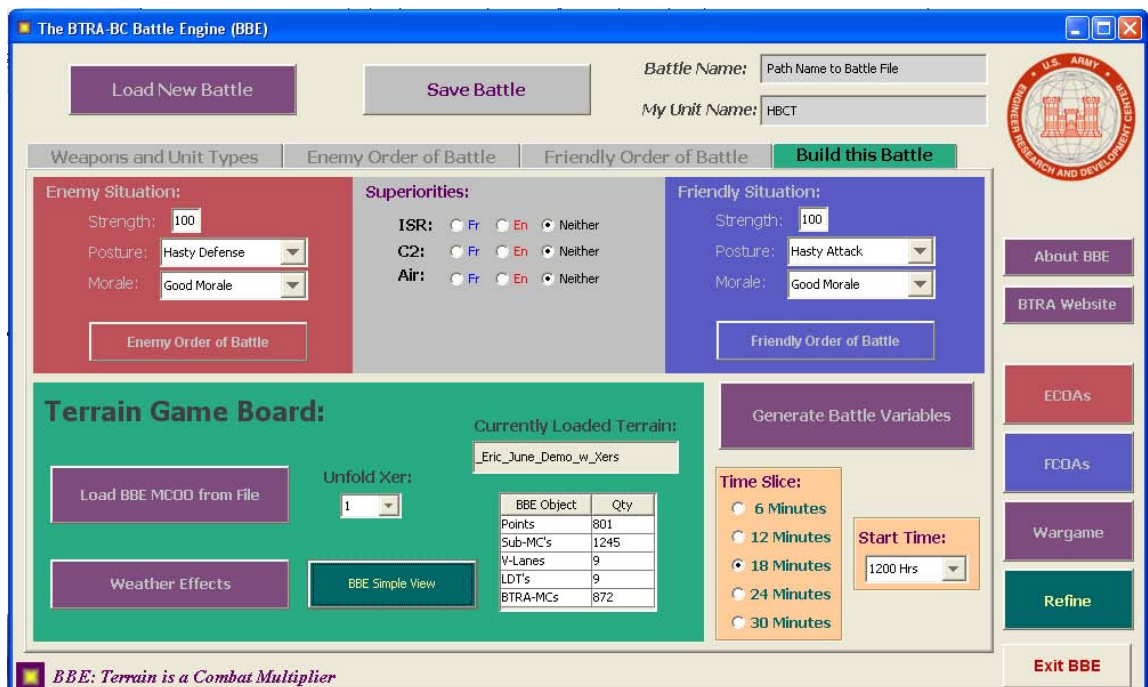 The BTRA-BC Battle Engine (BBE)
Load New Battle
Save Battle
Battle Name: Path Name to Battle File
My Unit Name: HBCT
U.S. ARMY
ENGINEER RESEARCH AND DEVELOPMENT CENTER
Weapons and Unit Types
Enemy Order of Battle
Friendly Order of Battle
Build this Battle
Enemy Situation:
Strength: 100
Posture: Hasty Defense
Morale: Good Morale
Enemy Order of Battle
Superiorities:
ISR: Fr En Neither
C2: Fr En Neither
Air: Fr En Neither
Friendly Situation:
Strength: 100
Posture: Hasty Attack
Morale: Good Morale
Friendly Order of Battle
About BBE
BTRA Website
ECOAs
FCOAs
Wargame
Refine
Exit BBE
Terrain Game Board:
Currently Loaded Terrain:
_Eric_June_Demo_w_Xers
Load BBE MCOO from File
Unfold Xer:
1
Weather Effects
BBE Simple View
BBE Object Qty
Points 801
Sub-MC's 1245
V-Lanes 9
LDT's 9
BTRA-MCs 872
Generate Battle Variables
Time Slice:
6 Minutes
12 Minutes
18 Minutes
24 Minutes
30 Minutes
Start Time:
1200 Hrs
BBE: Terrain is a Combat Multiplier